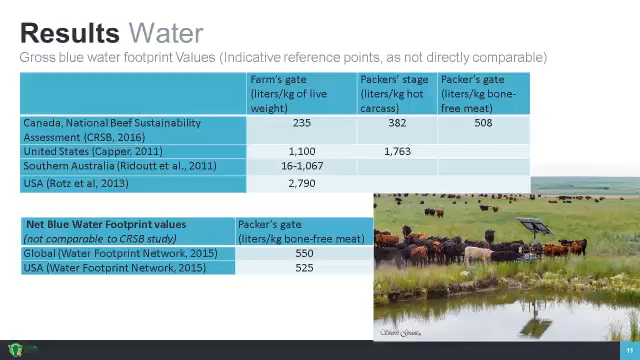 Results Water
Gross blue water footprint Values (Indicative reference points, as not directly comparable)
Farm's gate (liters/kg of live weight)
Packers' stage (liters/kg hot carcass)
Packer's gate (liters/kg bone-free meat)
Canada, National Beef Sustainability Assessment (CRSB, 2016) 235 382 508
United States (Capper, 2011) 1,100 1,763
Southern Australia (Ridoutt et al., 2011) 16-1,067
USA (Rotz et al, 2013) 2,790
Net Blue Water Footprint values
(not comparable to CRSB study)
Packer's gate
(liters/kg bone-free meat)
Global (Water Footprint Network, 2015) 550
USA (Water Footprint Network, 2015) 525
11